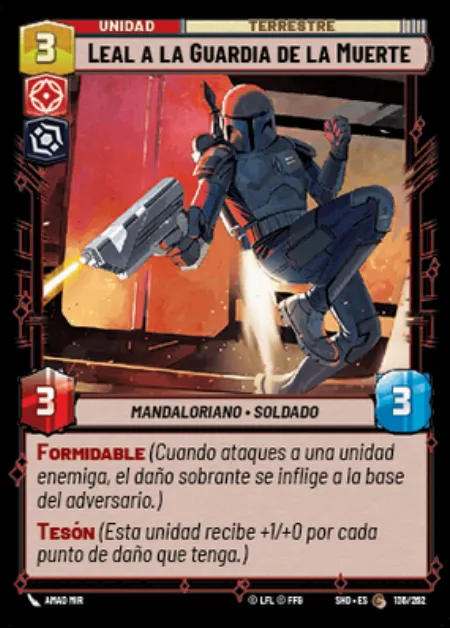 UNIDAD
TERRESTRE
3
LEAL A LA GUARDIA DE LA MUERTE
3
3
MANDALORIANO • SOLDADO
FORMIDABLE (Cuando ataques a una unidad
enemiga, el daño sobrante se inflige a la base
del adversario.)
TESÓN (Esta unidad recibe +1/+0 por cada
punto de daño que tenga.)
AMAD MIR
© LFL © FFG
SHD • ES
C
136/262